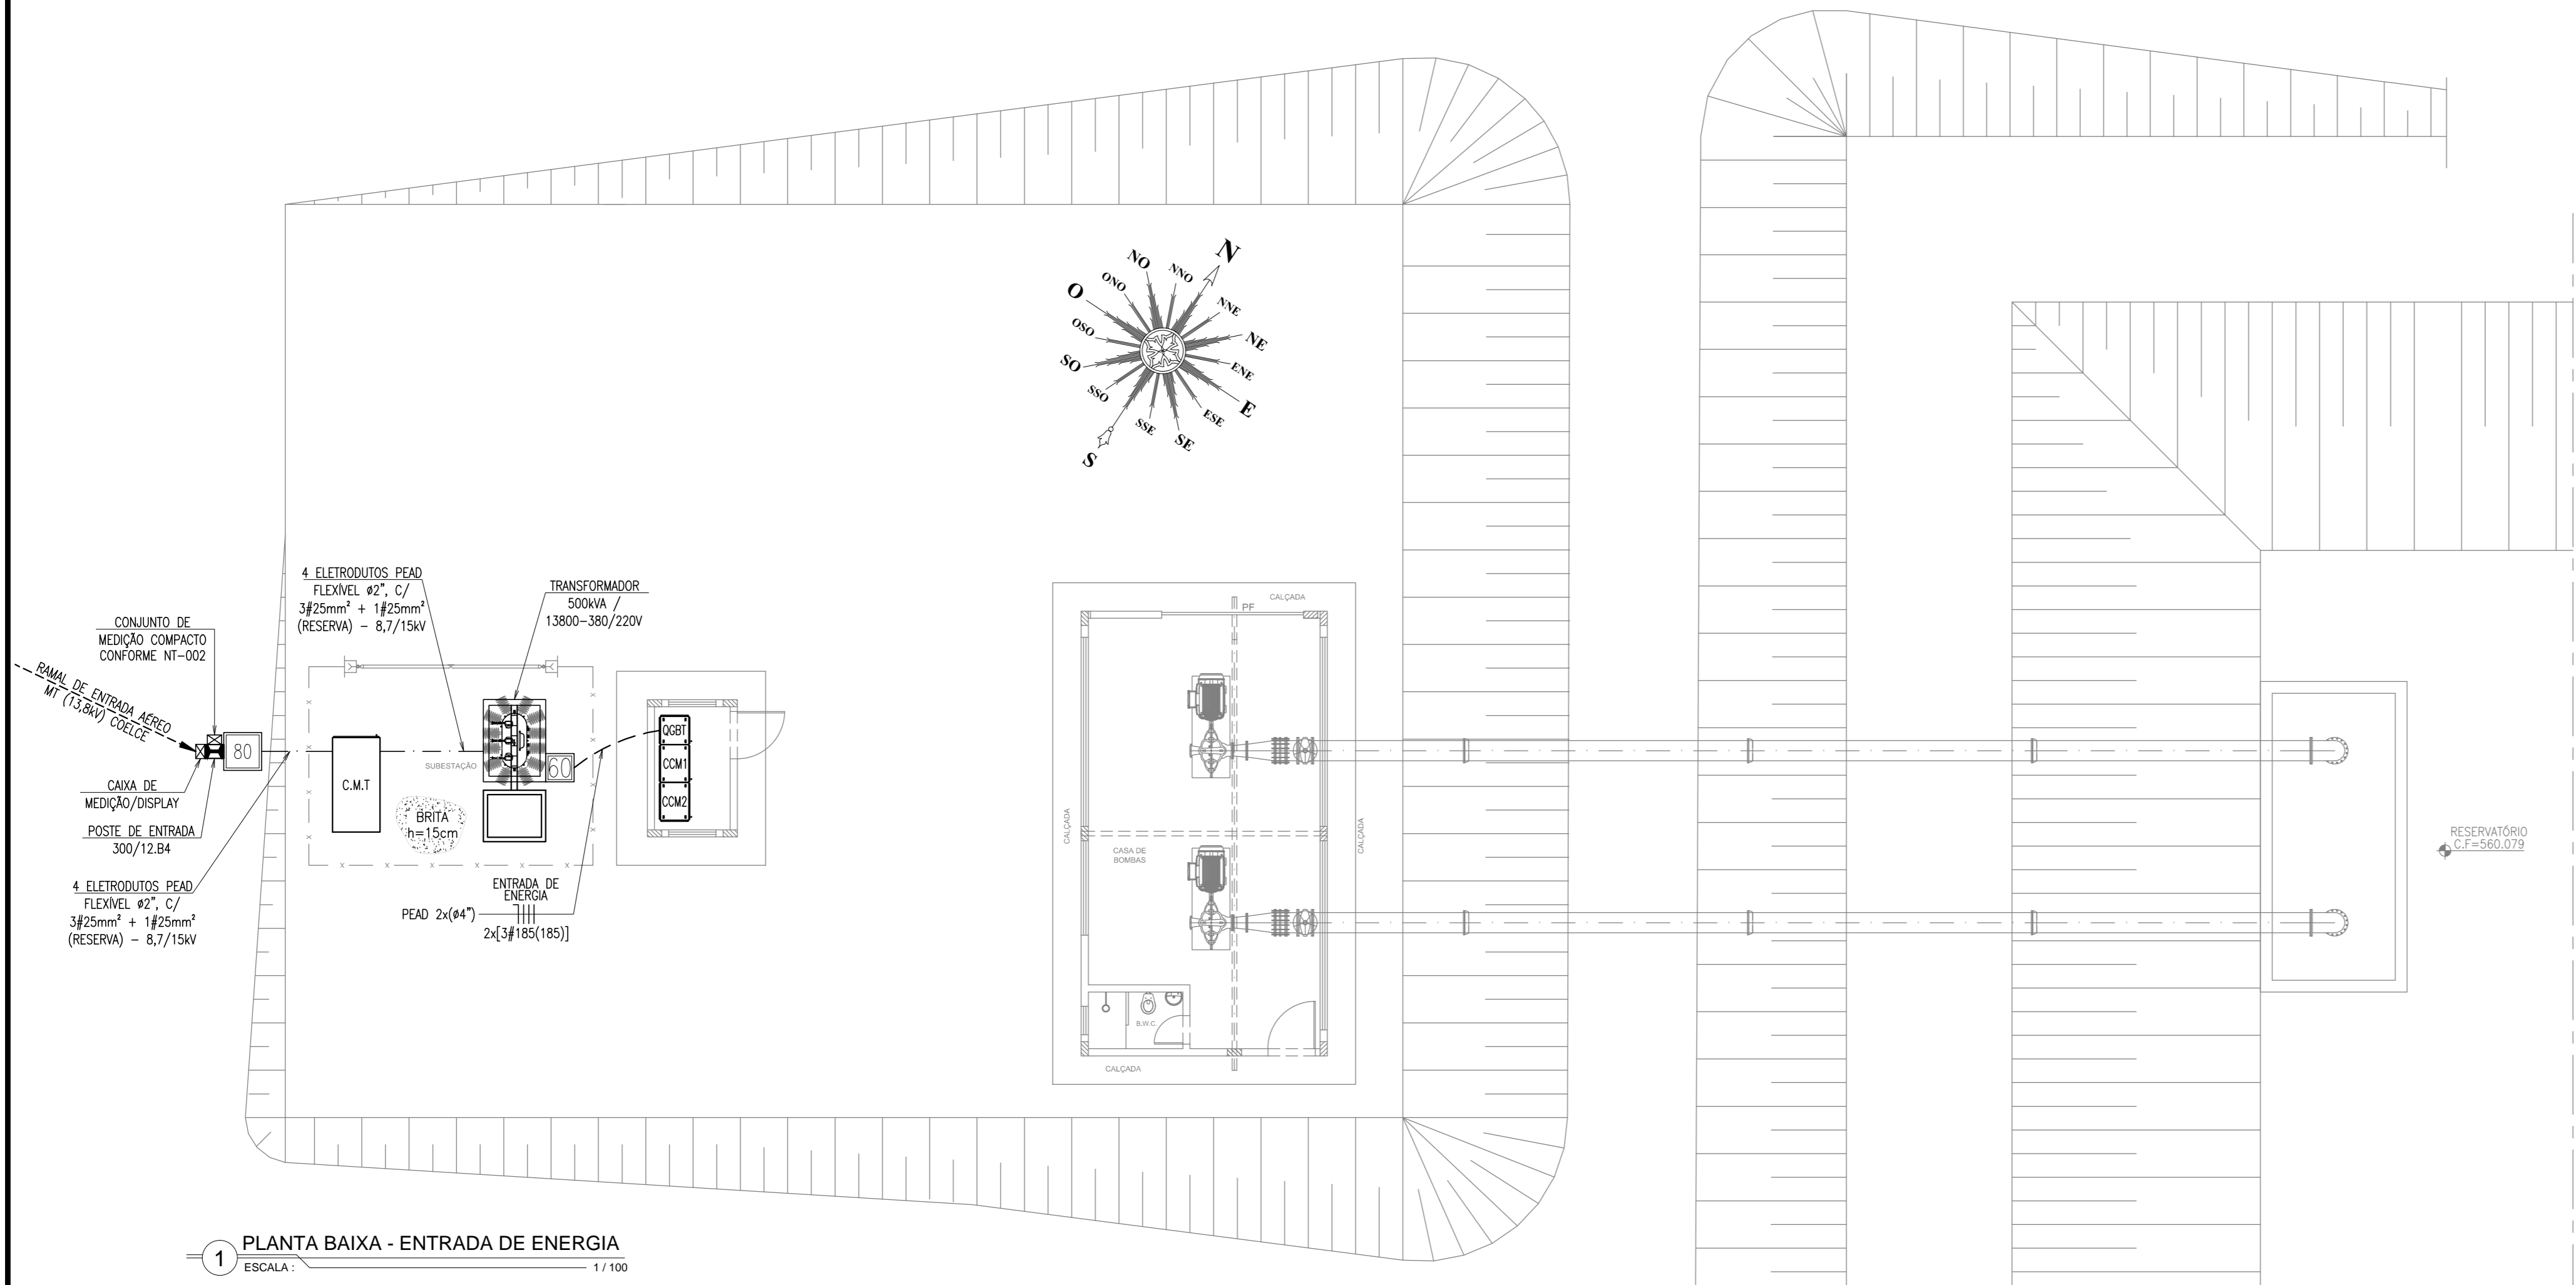 N
NNO
NO
NNE
ONO
O
NE
OSO
ENE
SO
SSO
E
ESE
SSE
SE
S
4 ELETRODUTOS PEAD
FLEXÍVEL ø2", C/
3#25mm² + 1#25mm²
(RESERVA) - 8,7/15kV
TRANSFORMADOR
500kVA /
13800-380/220V
CONJUNTO DE
MEDIÇÃO COMPACTO
CONFORME NT-002
RAMAL DE ENTRADA AÉREO
MT (13,8kV) COELCE
80
CAIXA DE
MEDIÇÃO/DISPLAY
POSTE DE ENTRADA
300/12.B4
4 ELETRODUTOS PEAD
FLEXÍVEL ø2", C/
3#25mm² + 1#25mm²
(RESERVA) - 8,7/15kV
C.M.T
SUBESTAÇÃO
BRITA
h=15cm
60
QGBT
CCM1
CCM2
ENTRADA DE
ENERGIA
PEAD 2x(ø4")
2x[3#185(185)]
PF
CALÇADA
CALÇADA
CALÇADA
CASA DE
BOMBAS
B.W.C.
CALÇADA
RESERVATÓRIO
C.F=560.079
1
PLANTA BAIXA - ENTRADA DE ENERGIA
ESCALA :
1 / 100